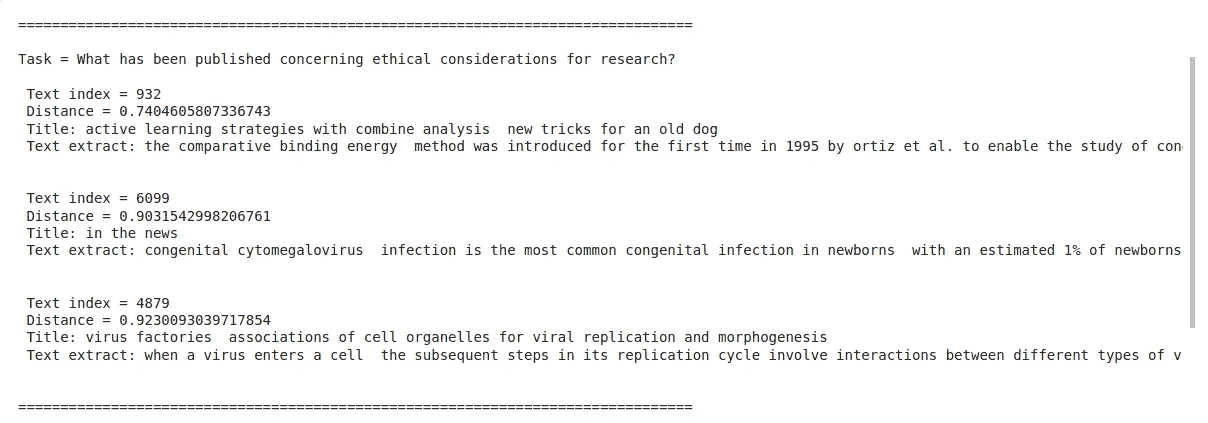 ================================================================================
Task = What has been published concerning ethical considerations for research?
Text index = 932
Distance = 0.7404605807336743
Title: active learning strategies with combine analysis  new tricks for an old dog
Text extract: the comparative binding energy  method was introduced for the first time in 1995 by ortiz et al. to enable the study of con
Text index = 6099
Distance = 0.9031542998206761
Title: in the news
Text extract: congenital cytomegalovirus  infection is the most common congenital infection in newborns  with an estimated 1% of newborns
Text index = 4879
Distance = 0.9230093039717854
Title: virus factories  associations of cell organelles for viral replication and morphogenesis
Text extract: when a virus enters a cell  the subsequent steps in its replication cycle involve interactions between different types of v
================================================================================